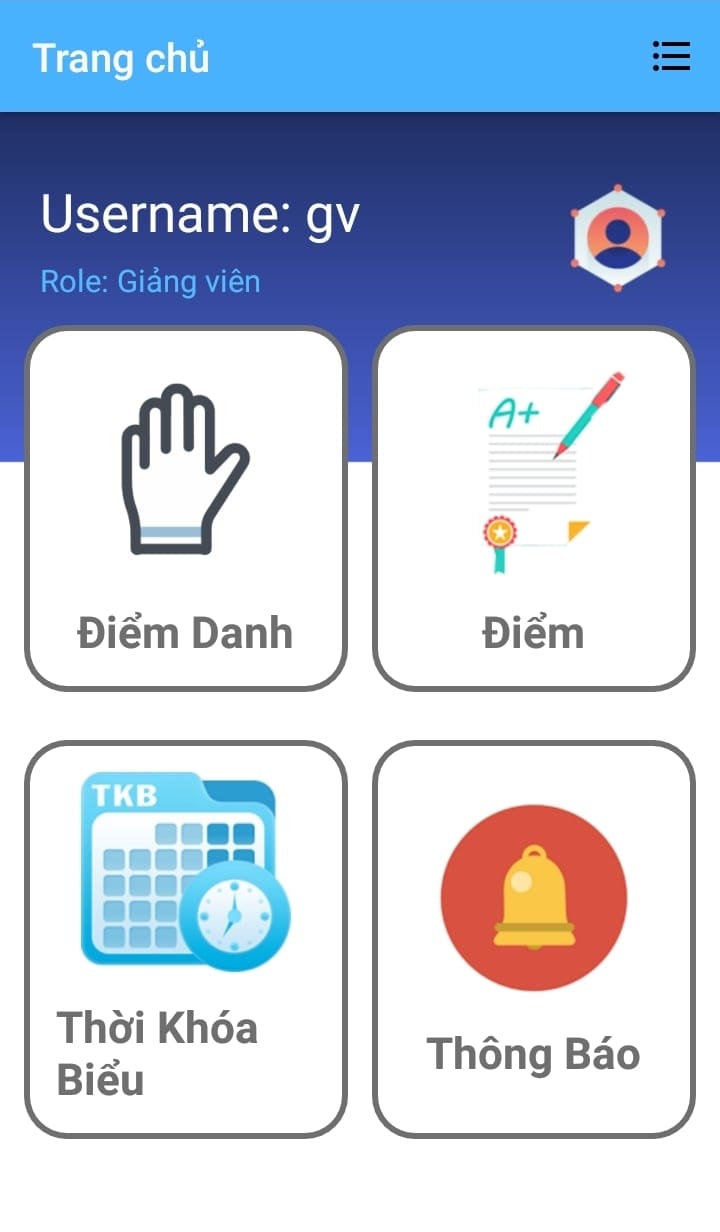 Trang chủ
Username: gv
Role: Giảng viên
A+
Điểm Danh
Điểm
TKB
Thời Khóa
Biểu
Thông Báo